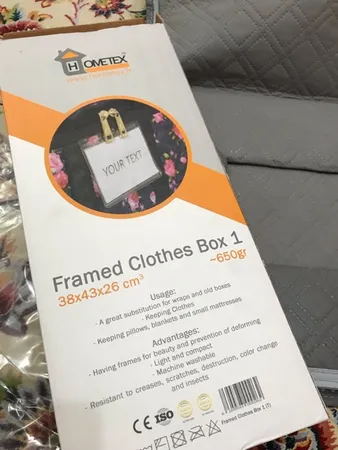 HOMETEX
YOUR TEXT
Framed Clothes Box 1
38x43x26 cm³
~650gr
Usage:
- A great substitution for wraps and old boxes
- Keeping Clothes
- Keeping pillows, blankets and small mattresses
Advantages:
- Having frames for beauty and prevention of deforming
- Light and compact
- Machine washable
- Resistant to creases, scratches, destruction, color change
and insects
CE ISO
Framed Clothes Box 1 (T)